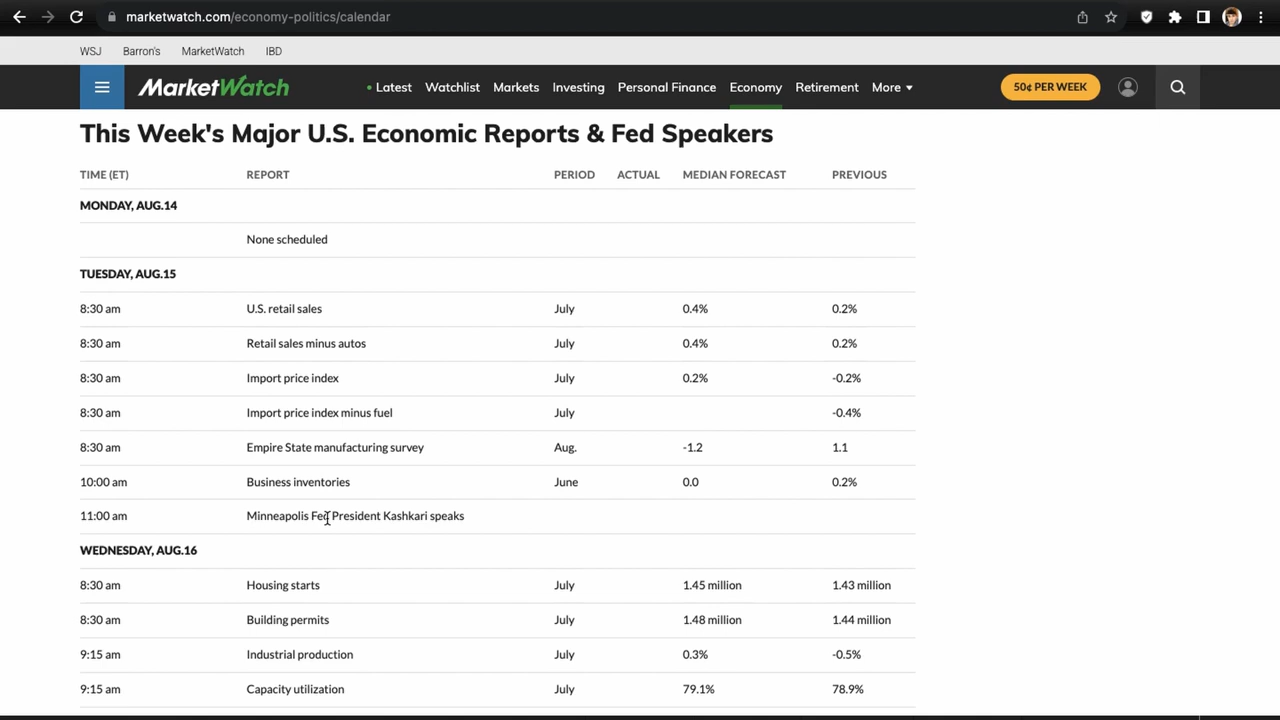 marketwatch.com/economy-politics/calendar
WSJ Barron's MarketWatch IBD
MarketWatch Latest Watchlist Markets Investing Personal Finance Economy Retirement More 50¢ PER WEEK
This Week's Major U.S. Economic Reports & Fed Speakers
TIME (ET) REPORT PERIOD ACTUAL MEDIAN FORECAST PREVIOUS
MONDAY, AUG.14
None scheduled
TUESDAY, AUG.15
8:30 am U.S. retail sales July 0.4% 0.2%
8:30 am Retail sales minus autos July 0.4% 0.2%
8:30 am Import price index July 0.2% -0.2%
8:30 am Import price index minus fuel July -0.4%
8:30 am Empire State manufacturing survey Aug. -1.2 1.1
10:00 am Business inventories June 0.0 0.2%
11:00 am Minneapolis Fed President Kashkari speaks
WEDNESDAY, AUG.16
8:30 am Housing starts July 1.45 million 1.43 million
8:30 am Building permits July 1.48 million 1.44 million
9:15 am Industrial production July 0.3% -0.5%
9:15 am Capacity utilization July 79.1% 78.9%